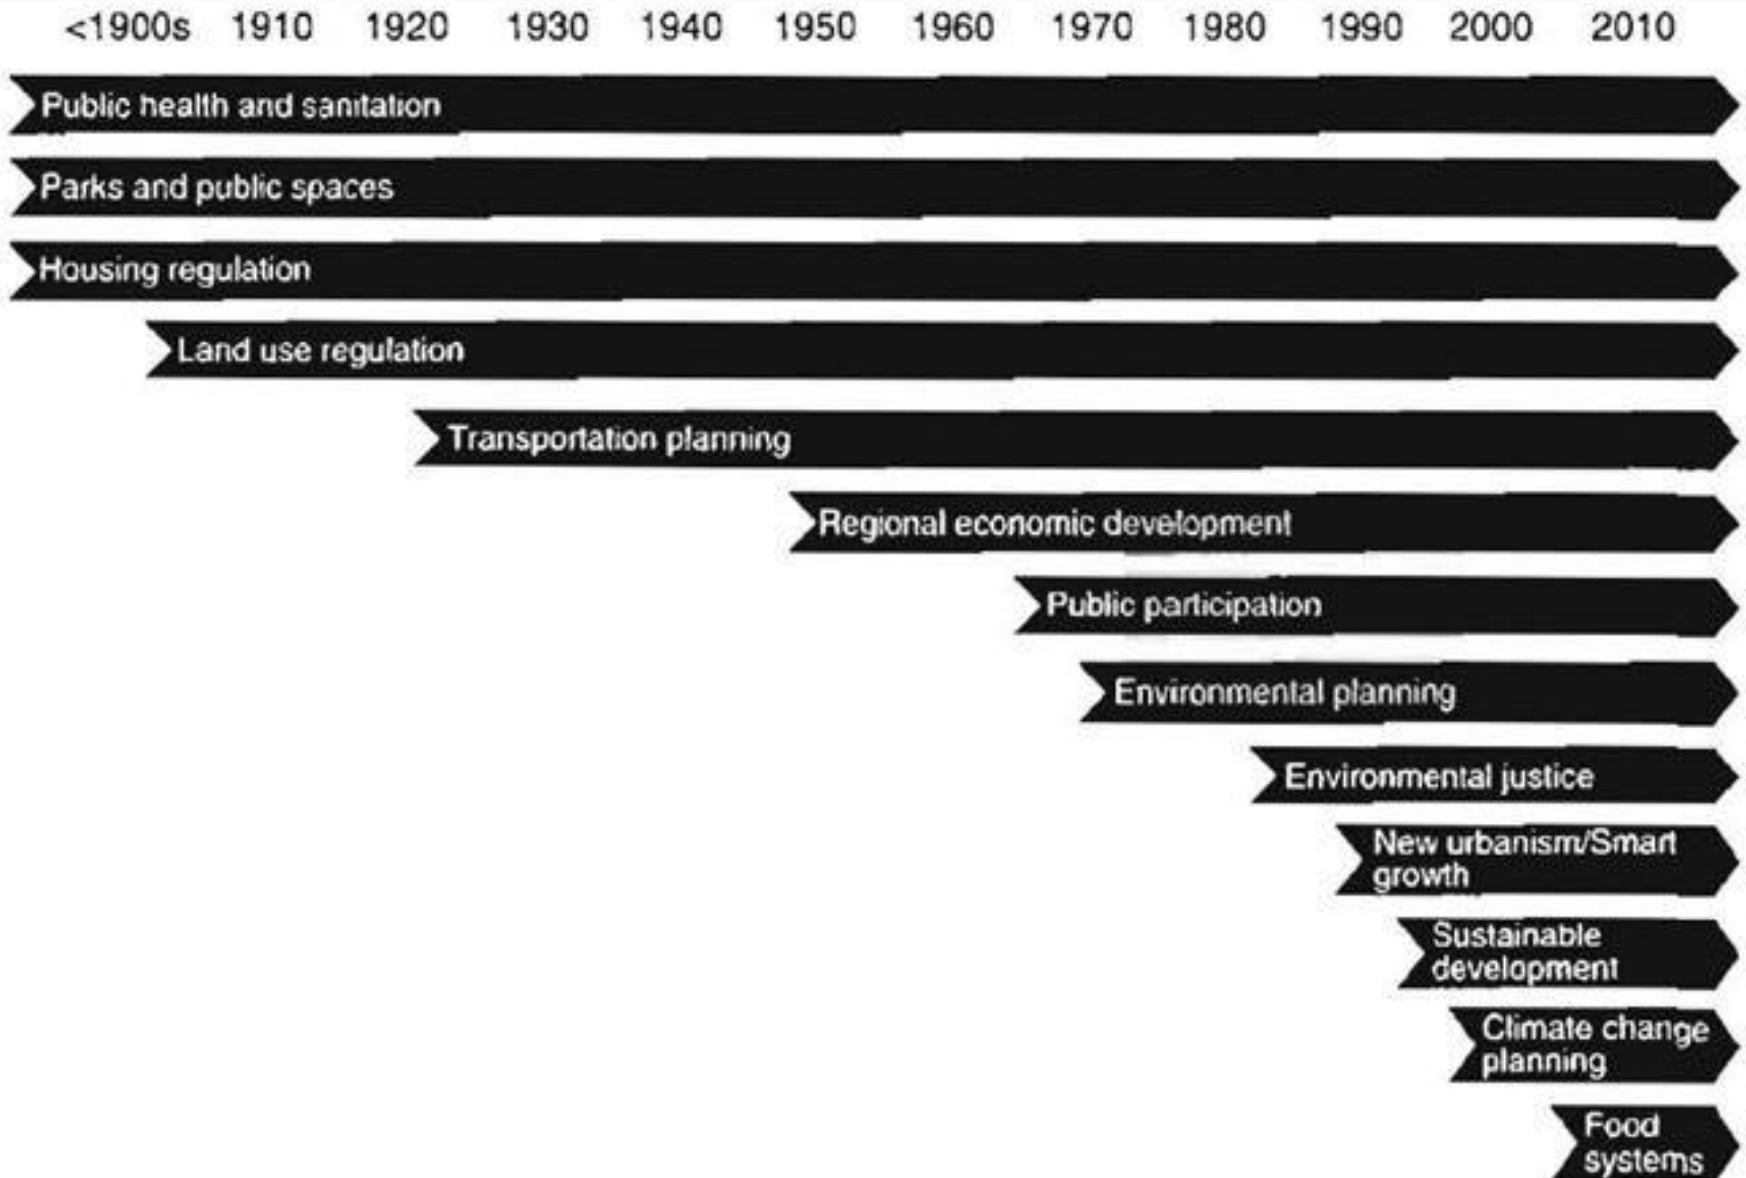 <1900s 1910 1920 1930 1940 1950 1960 1970 1980 1990 2000 2010
Public health and sanitation
Parks and public spaces
Housing regulation
Land use regulation
Transportation planning
Regional economic development
Public participation
Environmental planning
Environmental justice
New urbanism/Smart
growth
Sustainable
development
Climate change
planning
Food
systems